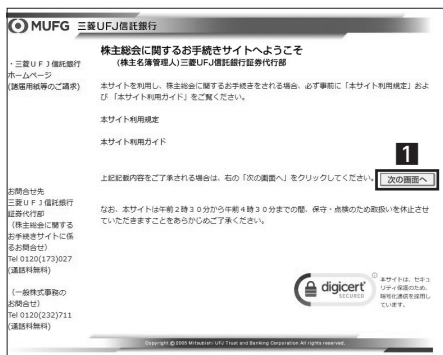 MUFG 三菱UFJ信託銀行
・三菱UFJ信託銀行
ホームページ
(諸届用紙等のご請求)
株主総会に関するお手続きサイトへようこそ
(株主名簿管理人)三菱UFJ信託銀行証券代行部
本サイトを利用し、株主総会に関するお手続きをされる場合、必ず事前に「本サイト利用規定」およ
び「本サイト利用ガイド」をご覧ください。
本サイト利用規定
本サイト利用ガイド
1
上記記載内容をご了承される場合は、右の「次の画面へ」をクリックしてください。 次の画面へ
なお、本サイトは午前2時30分から午前4時30分までの間、保守・点検のため取扱いを休止させ
ていただきますことをあらかじめご了承ください。
お問合せ先
三菱UFJ信託銀行
証券代行部
(株主総会に関する
お手続きサイトに係
るお問合せ)
Tel 0120(173)027
(通話料無料)
(一般株式事務の
お問合せ)
Tel 0120(232)711
(通話料無料)
digicert
SECURED
本サイトは、セキュ
リティ保護のため、
暗号化通信を採用し
ています。
Copyright @ 2005 Mitsubishi UFJ Trust and Banking Corporation All rights reserved.